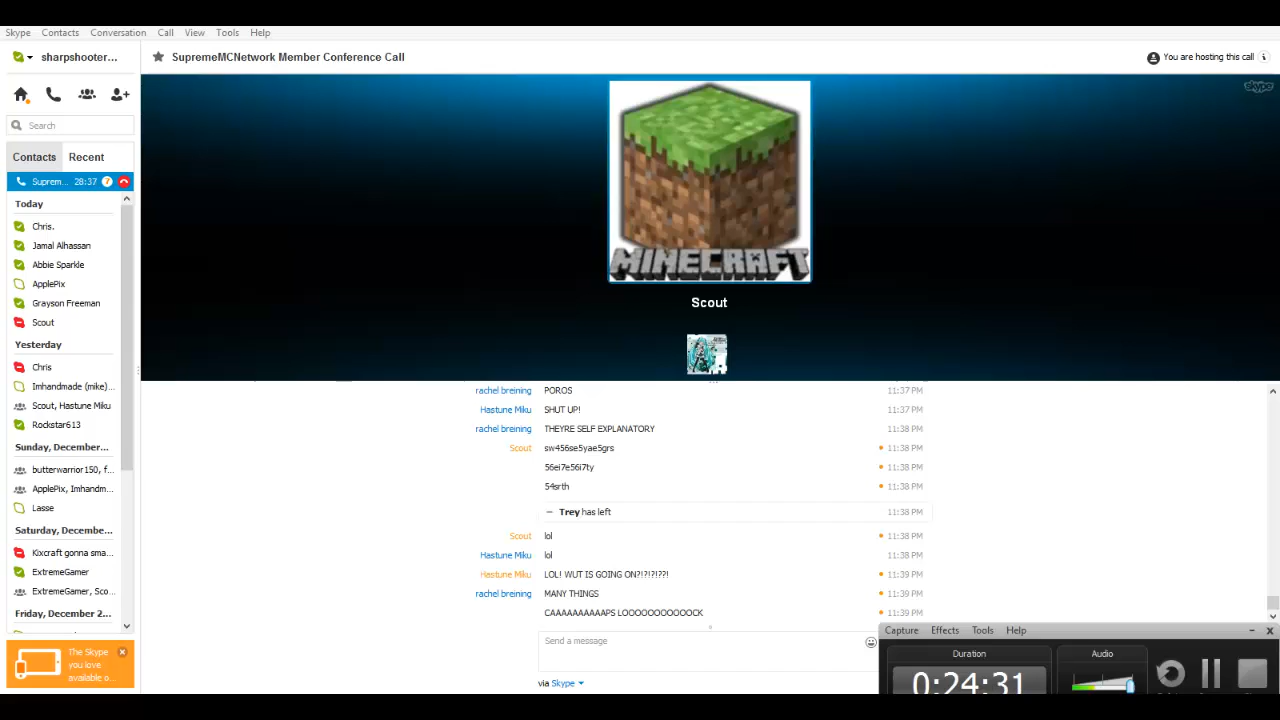 Skype Contacts Conversation Call View Tools Help
sharpshooter...
SupremeMCNetwork Member Conference Call
You are hosting this call
skype
Search
Contacts Recent
Suprem... 28:37 7
Today
Chris.
Jamal Alhassan
Abbie Sparkle
ApplePix
Grayson Freeman
Scout
Yesterday
Chris
Imhandmade (mike)...
Scout, Hastune Miku
Rockstar613
Sunday, December...
butterwarrior150, f...
ApplePix, Imhandm...
Lasse
Saturday, Decembe...
Kixcraft gonna sma...
ExtremeGamer
ExtremeGamer, Sco...
Friday, December 2...
The Skype
you love
available o...
MINECRAFT
Scout
rachel breining POROS 11:37 PM
Hastune Miku SHUT UP! 11:37 PM
rachel breining THEYRE SELF EXPLANATORY 11:38 PM
Scout sw456se5yae5grs 11:38 PM
56ei7e56i7ty 11:38 PM
54srth 11:38 PM
Trey has left 11:38 PM
Scout lol 11:38 PM
Hastune Miku lol 11:38 PM
Hastune Miku LOL! WUT IS GOING ON?!?!?!??! 11:39 PM
rachel breining MANY THINGS 11:39 PM
CAAAAAAAAAPS LOOOOOOOOOOOCK 11:39 PM
Send a message
via Skype
Capture Effects Tools Help
Duration Audio
0:24:31